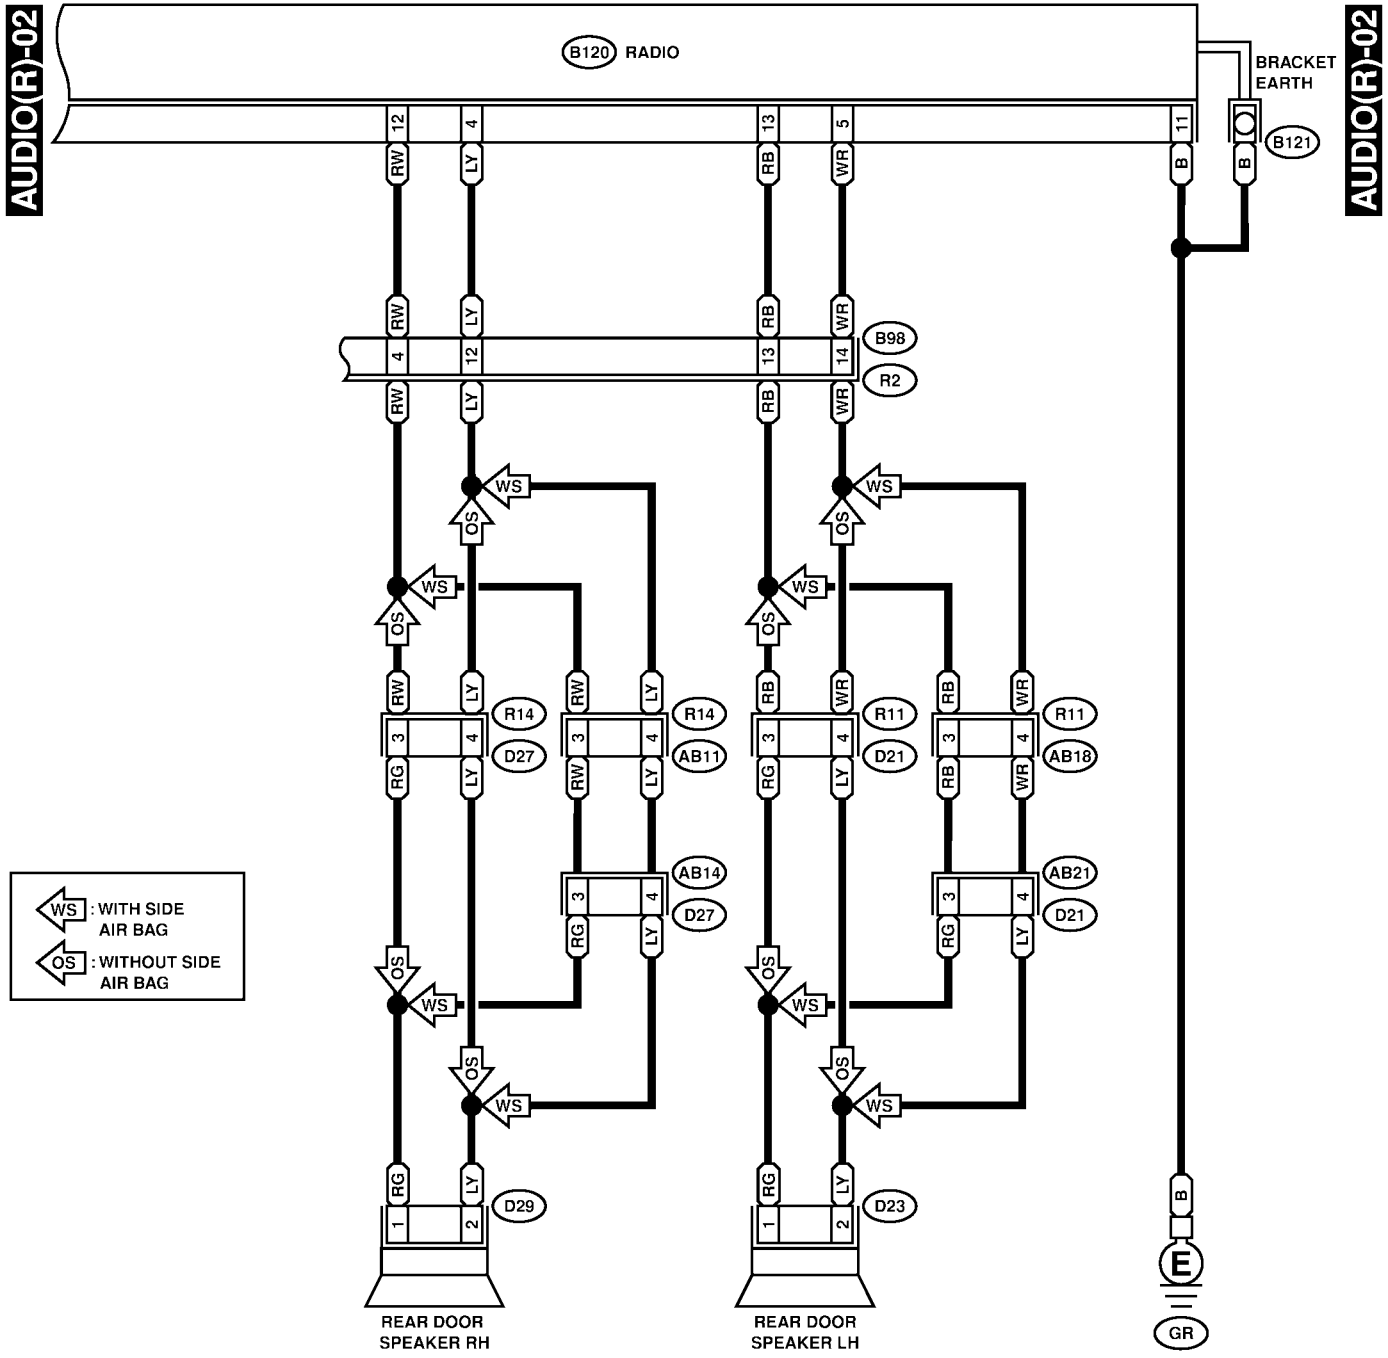 AUDIO(R)-02
AUDIO(R)-02
B120 RADIO
BRACKET
EARTH
12 4 13 5 11
B121
RW LY RB WR B B
RW LY RB WR
B98
4 12 13 14
R2
RW LY RB WR
WS WS
OS OS
WS WS
OS OS
RW LY RW LY RB WR RB WR
R14 R14 R11 R11
3 4 3 4 3 4 3 4
D27 AB11 D21 AB18
RG LY RW LY RG LY RB WR
AB14 AB21
3 4 3 4
D27 D21
RG LY RG LY
WS : WITH SIDE
AIR BAG
OS : WITHOUT SIDE
AIR BAG
OS OS
WS WS
OS OS
WS WS
RG LY RG LY B
D29 D23
1 2 1 2
E
REAR DOOR
SPEAKER RH
REAR DOOR
SPEAKER LH
GR